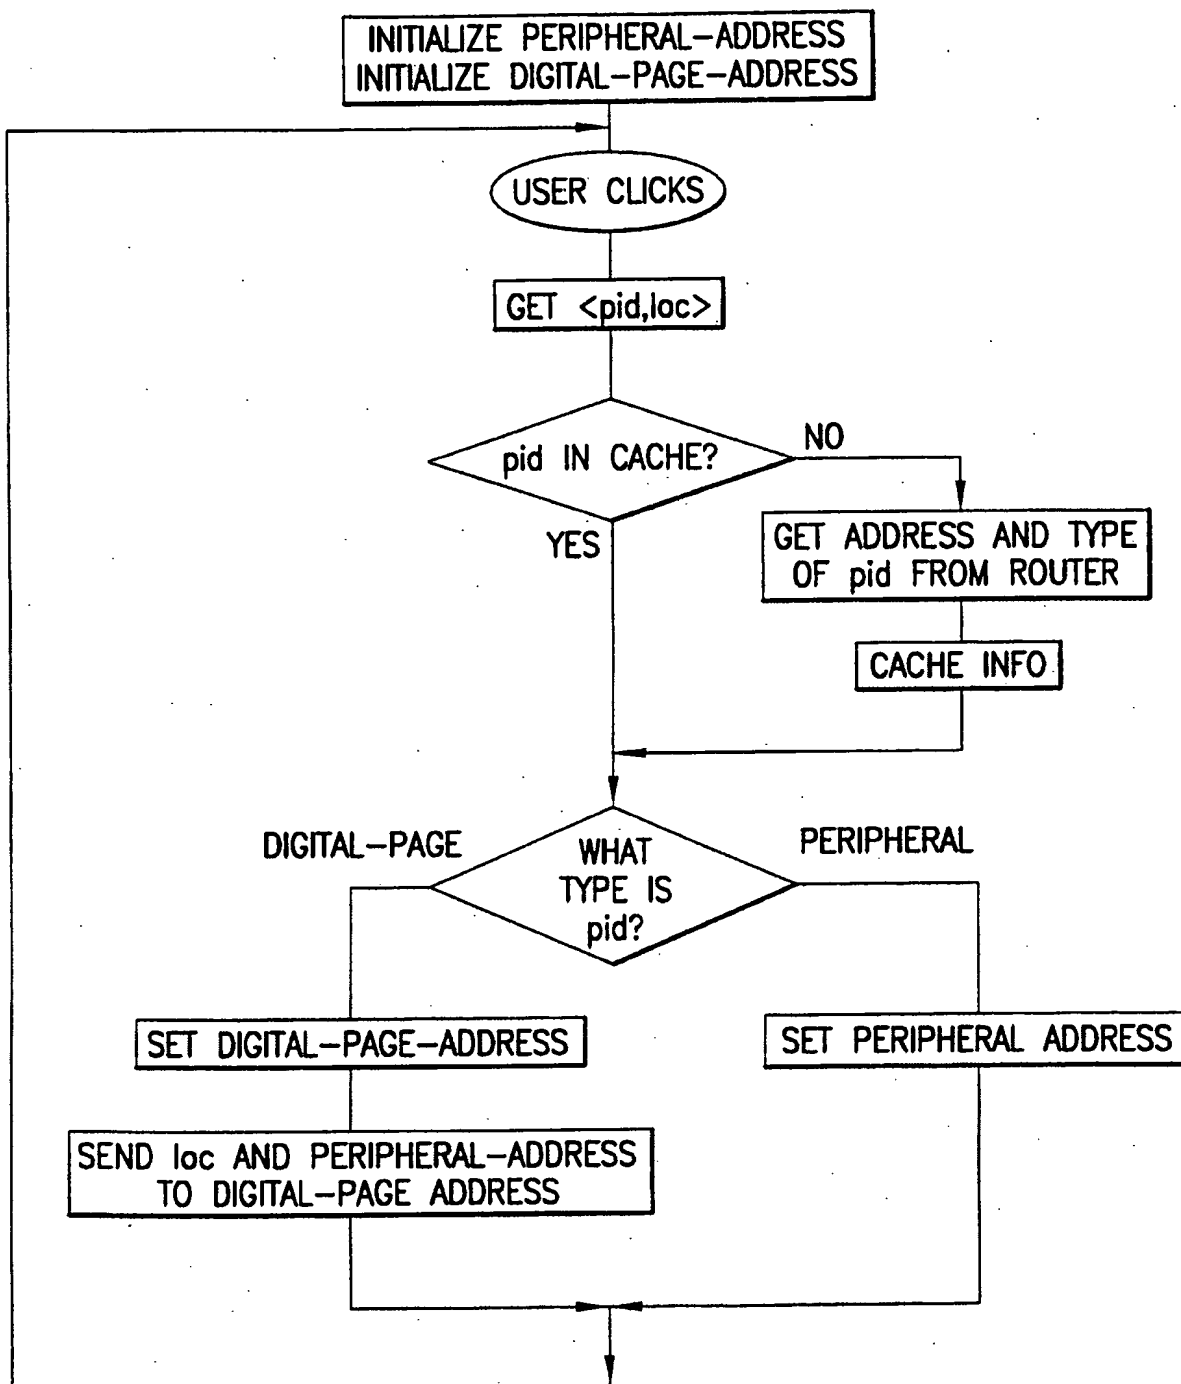 INITIALIZE PERIPHERAL-ADDRESS
INITIALIZE DIGITAL-PAGE-ADDRESS
USER CLICKS
GET <pid,loc>
pid IN CACHE?
NO
YES
GET ADDRESS AND TYPE
OF pid FROM ROUTER
CACHE INFO
DIGITAL-PAGE
WHAT
TYPE IS
pid?
PERIPHERAL
SET DIGITAL-PAGE-ADDRESS
SET PERIPHERAL ADDRESS
SEND loc AND PERIPHERAL-ADDRESS
TO DIGITAL-PAGE ADDRESS